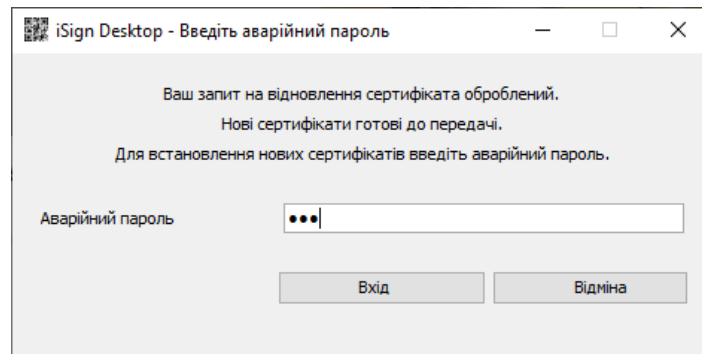 iSign Desktop - Введіть аварійний пароль
Ваш запит на відновлення сертифіката оброблений.
Нові сертифікати готові до передачі.
Для встановлення нових сертифікатів введіть аварійний пароль.
Аварійний пароль ●●●
Вхід Відміна